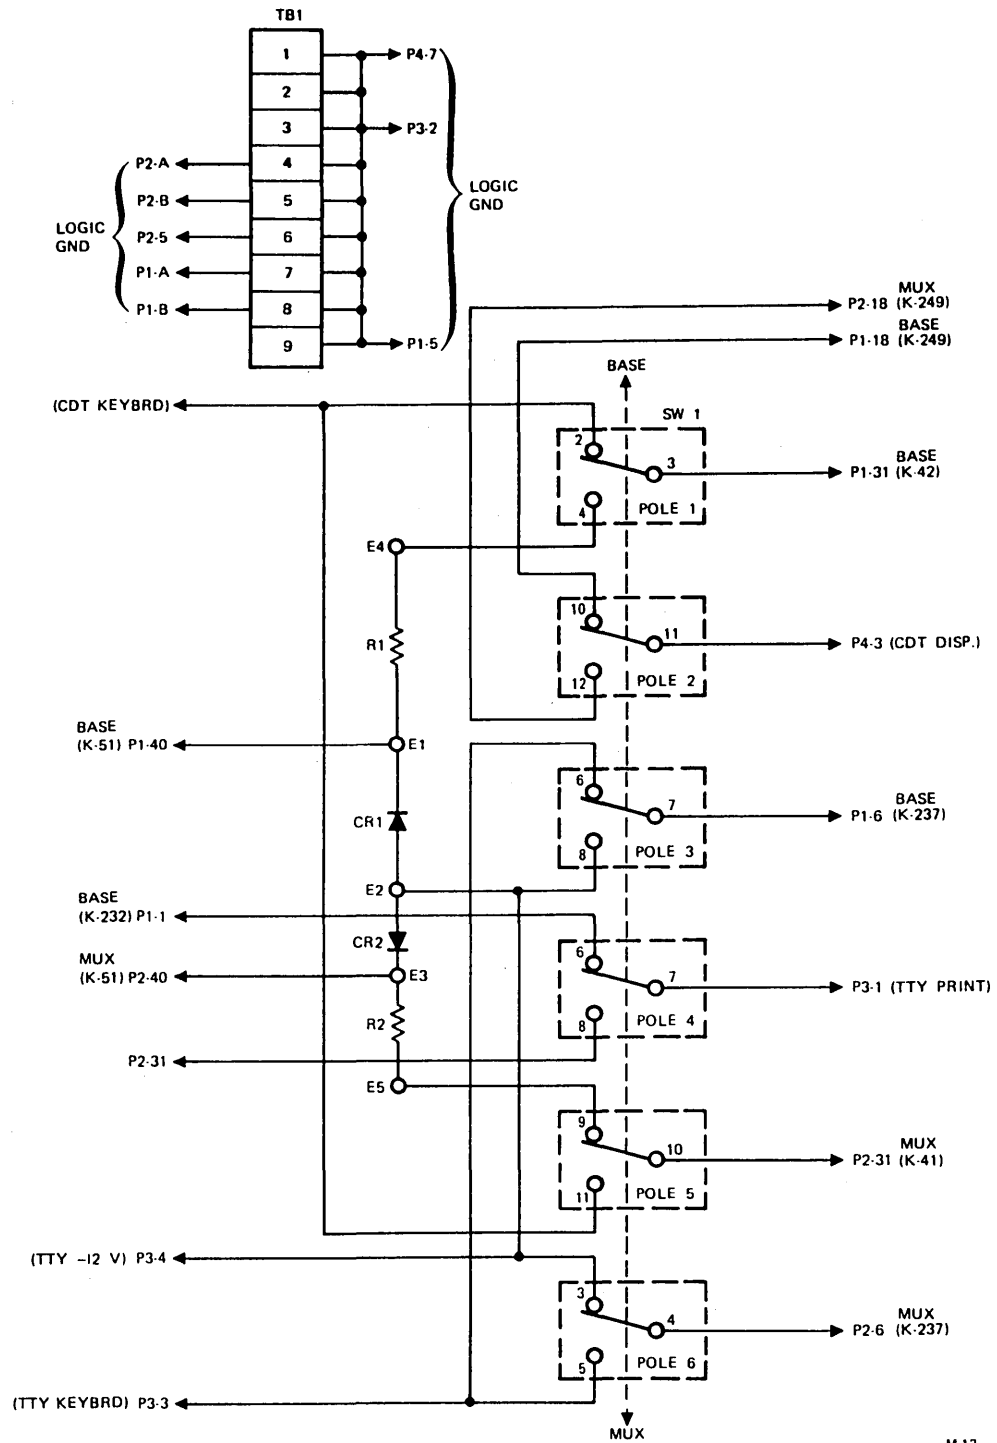 TB1
1
P4-7
2
3
P3-2
P2-A
4
P2-B
5
LOGIC
GND
LOGIC
GND
P2-5
6
P1-A
7
P1-B
8
9
P1-5
MUX
P2-18 (K-249)
BASE
P1-18 (K-249)
BASE
(CDT KEYBRD)
SW 1
2
3
BASE
P1-31 (K-42)
4
POLE 1
E4
10
11
P4-3 (CDT DISP.)
R1
12
POLE 2
BASE
(K-51) P1-40
E1
6
7
BASE
P1-6 (K-237)
CR1
8
POLE 3
E2
BASE
(K-232) P1-1
CR2
6
7
MUX
(K-51) P2-40
E3
P3-1 (TTY PRINT)
R2
8
POLE 4
P2-31
E5
9
10
MUX
P2-31 (K-41)
11
POLE 5
(TTY -12 V) P3-4
3
4
MUX
P2-6 (K-237)
5
POLE 6
(TTY KEYBRD) P3-3
MUX